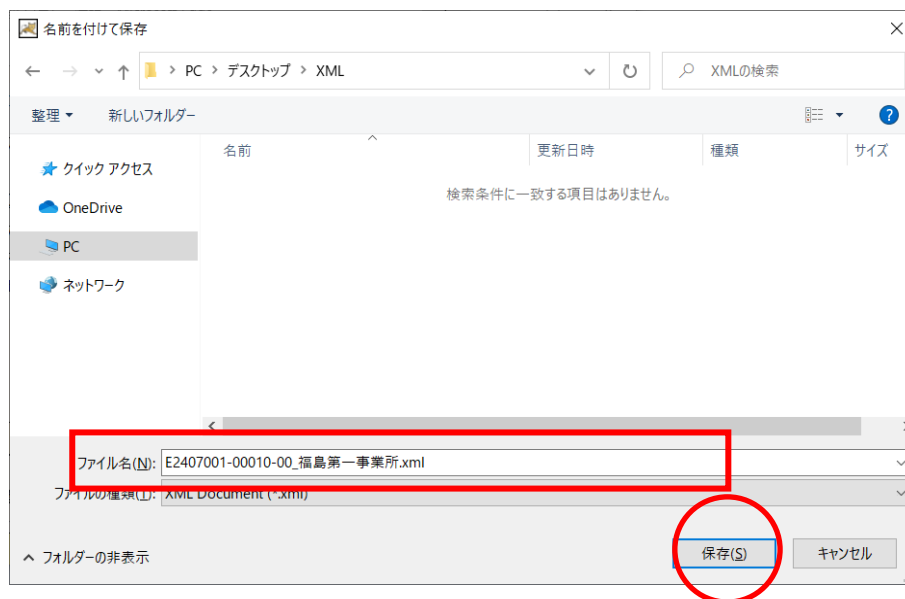 名前を付けて保存
PC > デスクトップ > XML
XMLの検索
整理
新しいフォルダー
名前
更新日時
種類
サイズ
クイック アクセス
OneDrive
PC
ネットワーク
検索条件に一致する項目はありません。
ファイル名(N): E2407001-00010-00_福島第一事業所.xml
ファイルの種類(T): XML Document (*.xml)
フォルダーの非表示
保存(S)
キャンセル